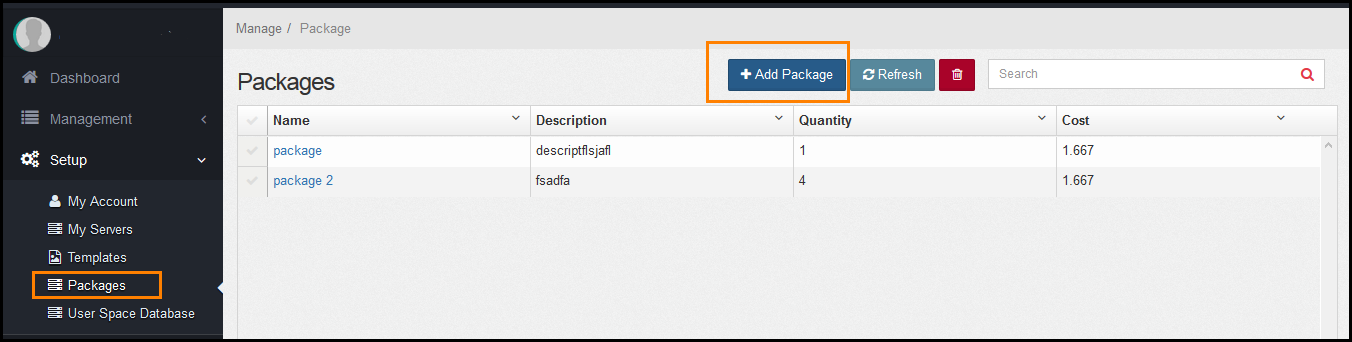 Manage / Package
Dashboard
Management
Setup
My Account
My Servers
Templates
Packages
User Space Database
Packages
Add Package Refresh Search
Name Description Quantity Cost
package descriptflsjafl 1 1.667
package 2 fsadfa 4 1.667